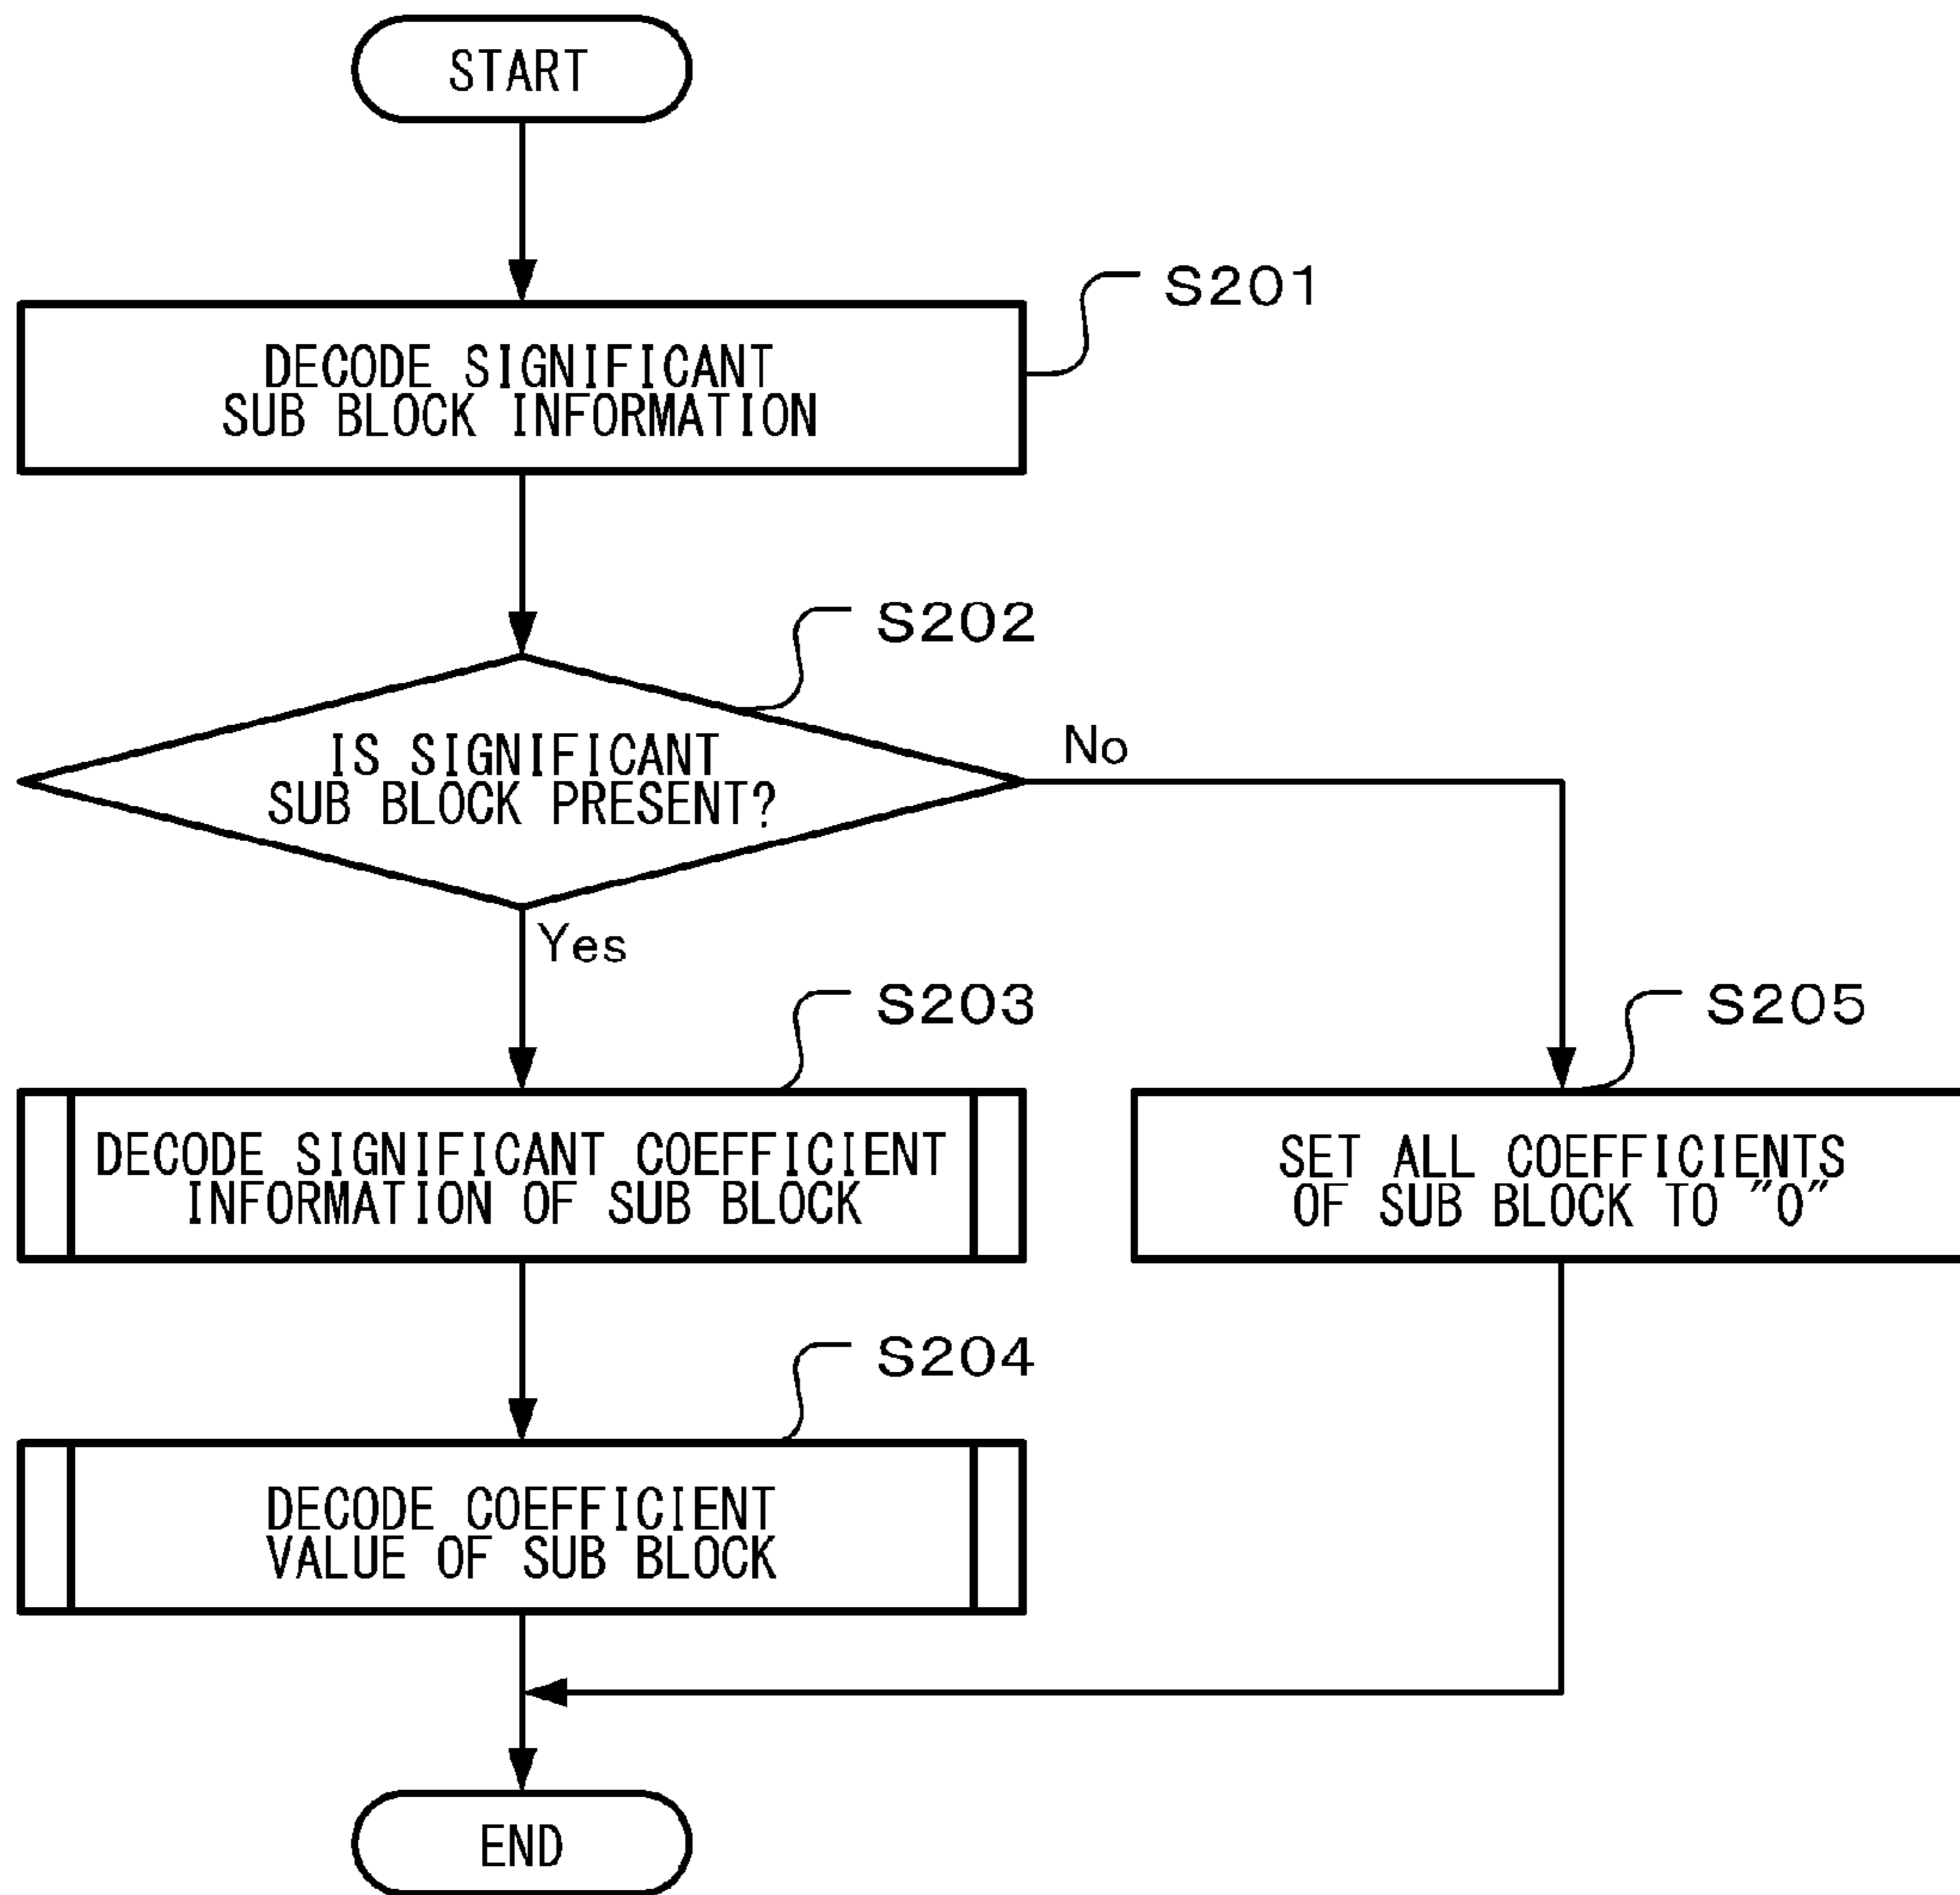 START
S201
DECODE SIGNIFICANT
SUB BLOCK INFORMATION
S202
IS SIGNIFICANT
SUB BLOCK PRESENT?
No
Yes
S203
S205
DECODE SIGNIFICANT COEFFICIENT
INFORMATION OF SUB BLOCK
SET ALL COEFFICIENTS
OF SUB BLOCK TO "0"
S204
DECODE COEFFICIENT
VALUE OF SUB BLOCK
END